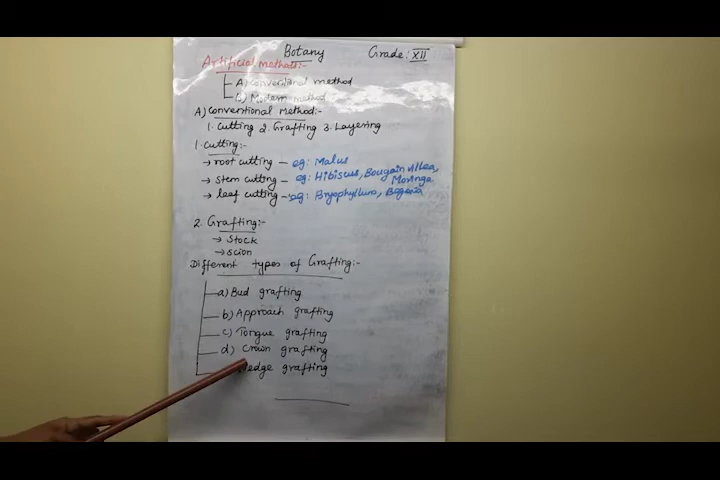 Botany Grade: XII
Artificial methods:-
A) Conventional method
B) Modern method
A) Conventional method:-
1. Cutting 2. Grafting 3. Layering
1. Cutting:-
→ root cutting - eg: Malus
→ stem cutting - eg: Hibiscus, Bougainvillea, Moringa
→ leaf cutting - eg: Bryophyllum, Begonia
2. Grafting:-
→ Stock
→ scion
Different types of Grafting:-
a) Bud grafting
b) Approach grafting
c) Tongue grafting
d) Crown grafting
grafting